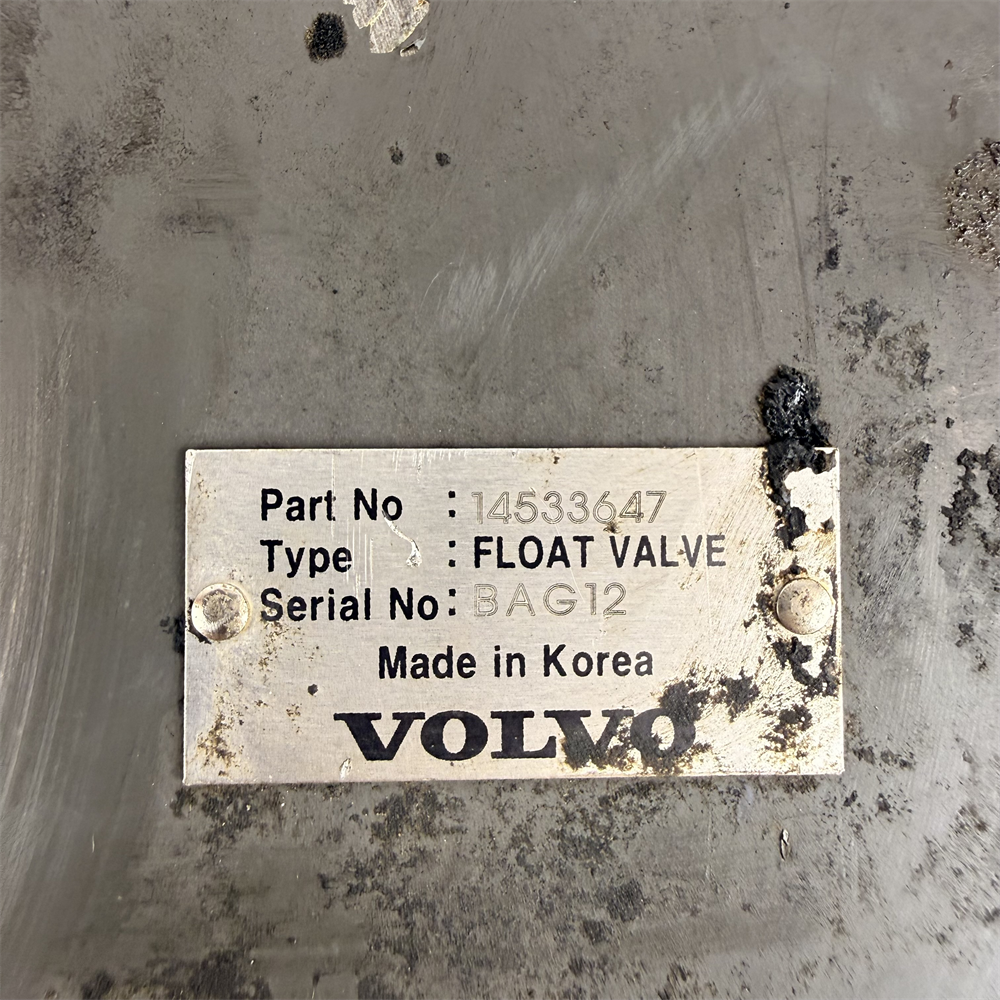 Part No : 14533647
Type : FLOAT VALVE
Serial No : BAG12
Made in Korea
VOLVO